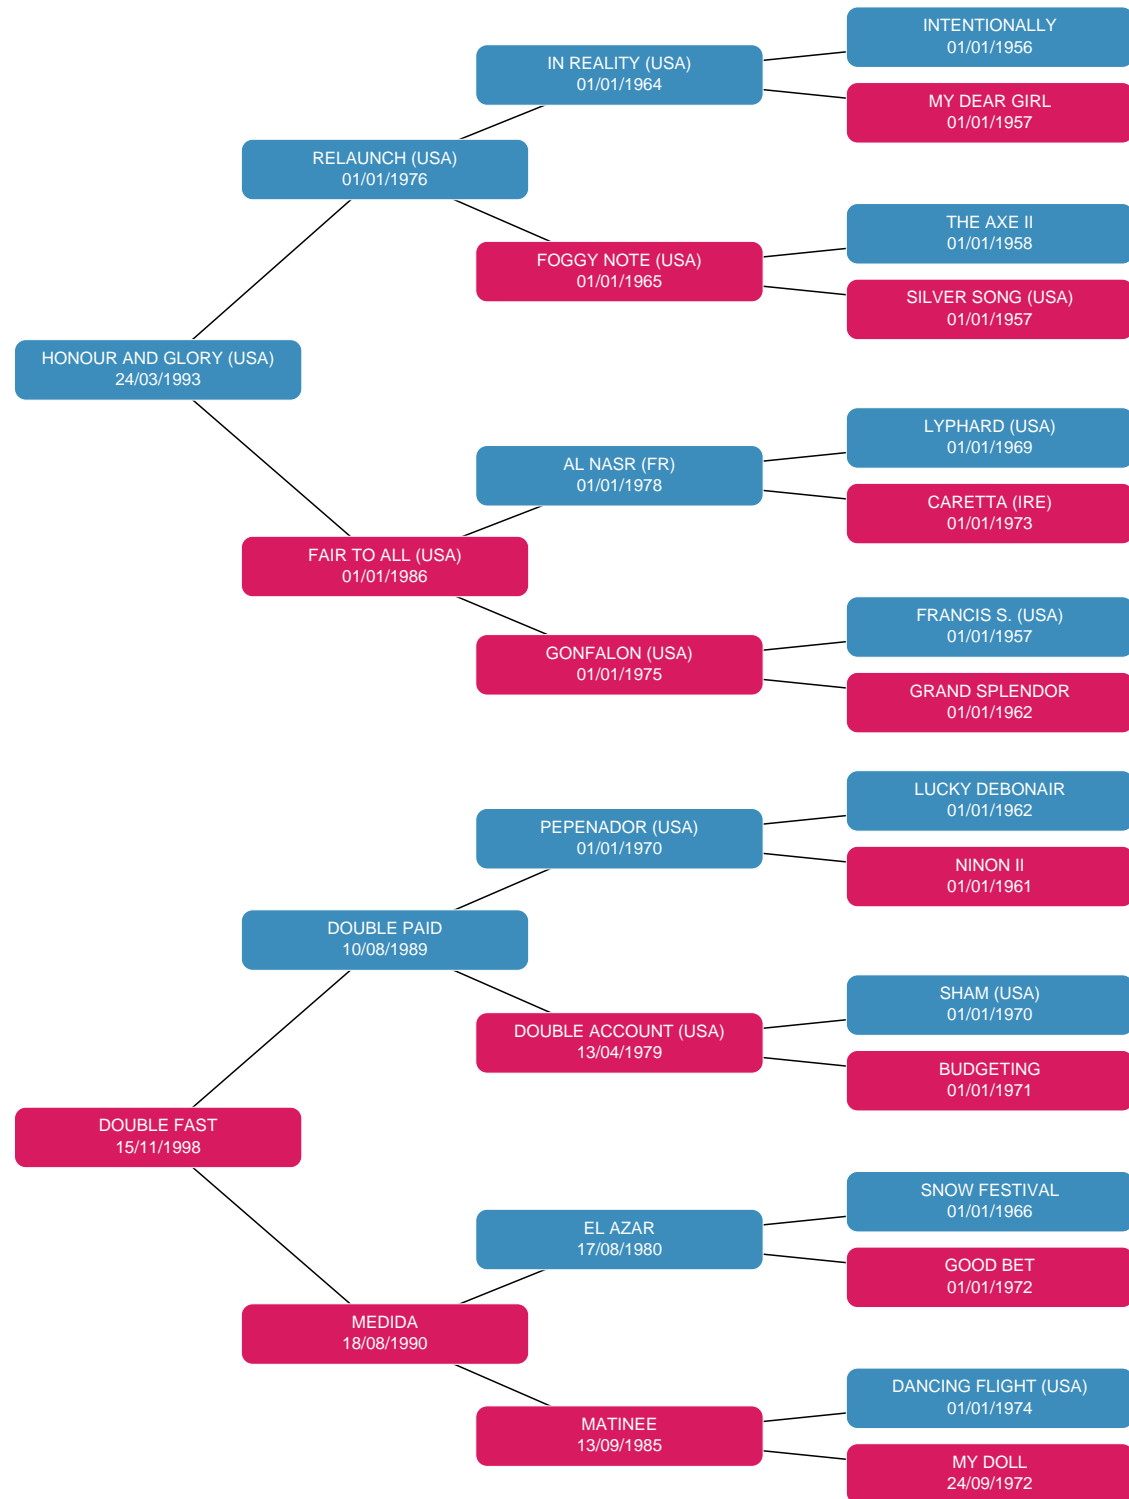 INTENTIONALLY
01/01/1956
IN REALITY (USA)
01/01/1964
MY DEAR GIRL
01/01/1957
RELAUNCH (USA)
01/01/1976
THE AXE II
01/01/1958
FOGGY NOTE (USA)
01/01/1965
SILVER SONG (USA)
01/01/1957
HONOUR AND GLORY (USA)
24/03/1993
LYPHARD (USA)
01/01/1969
AL NASR (FR)
01/01/1978
CARETTA (IRE)
01/01/1973
FAIR TO ALL (USA)
01/01/1986
FRANCIS S. (USA)
01/01/1957
GONFALON (USA)
01/01/1975
GRAND SPLENDOR
01/01/1962
LUCKY DEBONAIR
01/01/1962
PEPENADOR (USA)
01/01/1970
NINON II
01/01/1961
DOUBLE PAID
10/08/1989
SHAM (USA)
01/01/1970
DOUBLE ACCOUNT (USA)
13/04/1979
BUDGETING
01/01/1971
DOUBLE FAST
15/11/1998
SNOW FESTIVAL
01/01/1966
EL AZAR
17/08/1980
GOOD BET
01/01/1972
MEDIDA
18/08/1990
DANCING FLIGHT (USA)
01/01/1974
MATINEE
13/09/1985
MY DOLL
24/09/1972